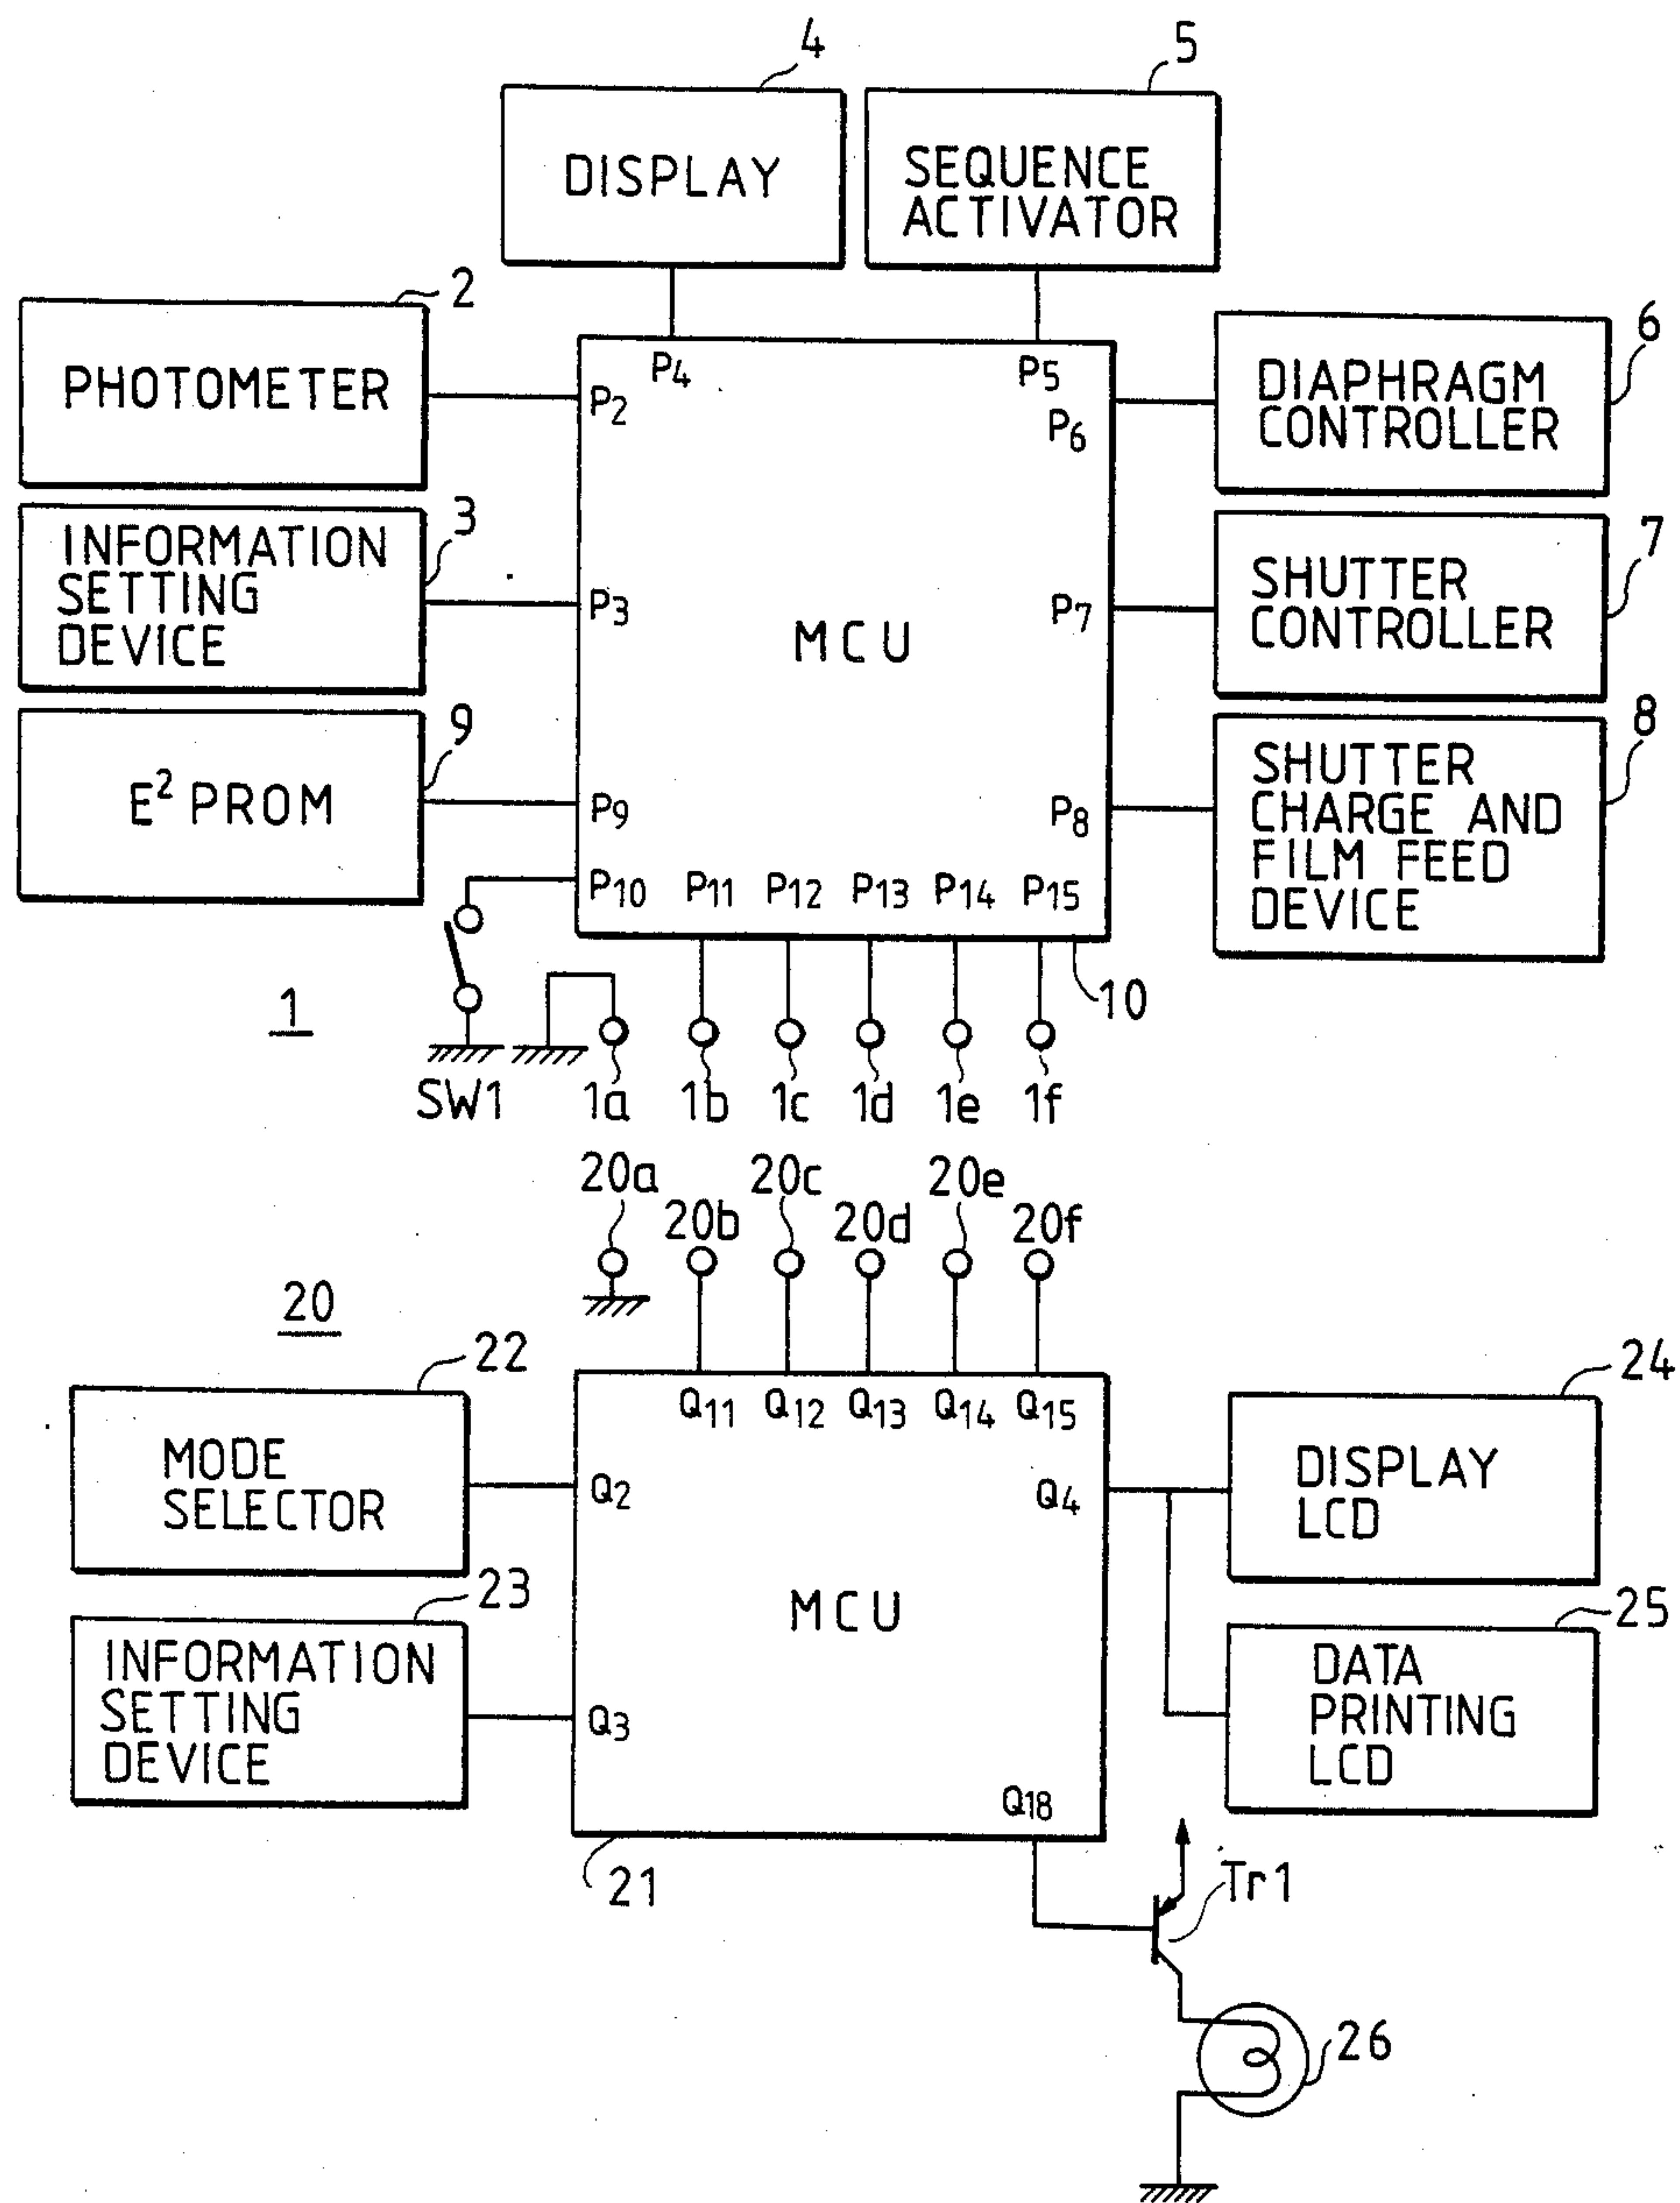 4
5
DISPLAY
SEQUENCE
ACTIVATOR
2
PHOTOMETER
6
DIAPHRAGM
CONTROLLER
3
INFORMATION
SETTING
DEVICE
7
SHUTTER
CONTROLLER
9
E² PROM
8
SHUTTER
CHARGE AND
FILM FEED
DEVICE
P4
P5
P2
P6
P3
MCU
P7
P9
P8
P10 P11 P12 P13 P14 P15
10
1
SW1
1a 1b 1c 1d 1e 1f
20a 20b 20c 20d 20e 20f
20
22
MODE
SELECTOR
23
INFORMATION
SETTING
DEVICE
Q11 Q12 Q13 Q14 Q15
Q2
Q4
MCU
Q3
Q18
21
24
DISPLAY
LCD
25
DATA
PRINTING
LCD
Tr1
26